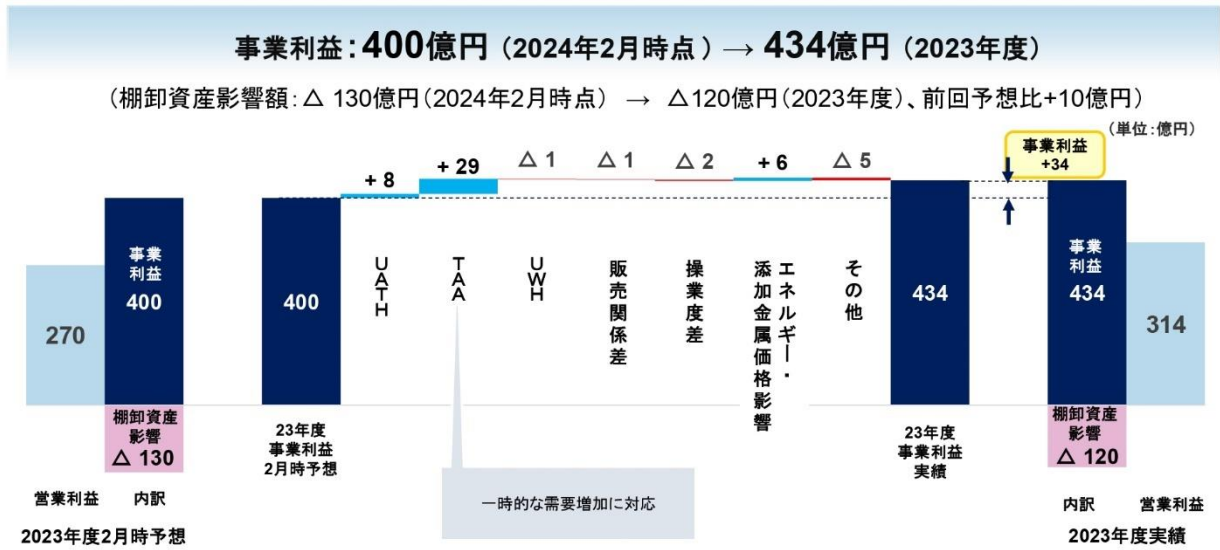 事業利益：400億円（2024年2月時点）→ 434億円（2023年度）
（棚卸資産影響額：△ 130億円（2024年2月時点） → △120億円（2023年度）、前回予想比+10億円）
（単位：億円）
事業利益
+34
+ 8
+ 29
△ 1
△ 1
△ 2
+ 6
△ 5
270
事業
利益
400
400
UATH
TAA
UWH
販売関係差
操業度差
エネルギー・
添加金属価格影響
その他
434
事業
利益
434
314
棚卸資産
影響
△ 130
23年度
事業利益
2月時予想
一時的な需要増加に対応
23年度
事業利益
実績
棚卸資産
影響
△ 120
営業利益 内訳
2023年度2月時予想
内訳 営業利益
2023年度実績